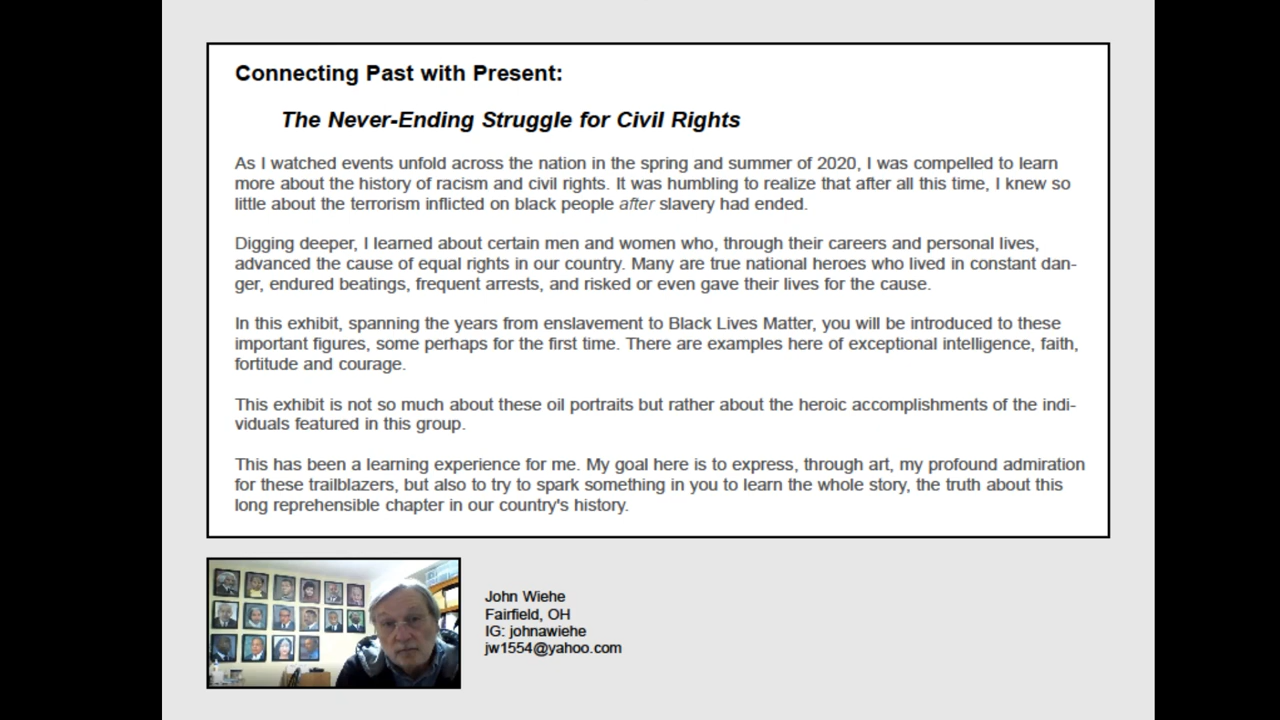 Connecting Past with Present:
The Never-Ending Struggle for Civil Rights
As I watched events unfold across the nation in the spring and summer of 2020, I was compelled to learn
more about the history of racism and civil rights. It was humbling to realize that after all this time, I knew so
little about the terrorism inflicted on black people after slavery had ended.
Digging deeper, I learned about certain men and women who, through their careers and personal lives,
advanced the cause of equal rights in our country. Many are true national heroes who lived in constant dan-
ger, endured beatings, frequent arrests, and risked or even gave their lives for the cause.
In this exhibit, spanning the years from enslavement to Black Lives Matter, you will be introduced to these
important figures, some perhaps for the first time. There are examples here of exceptional intelligence, faith,
fortitude and courage.
This exhibit is not so much about these oil portraits but rather about the heroic accomplishments of the indi-
viduals featured in this group.
This has been a learning experience for me. My goal here is to express, through art, my profound admiration
for these trailblazers, but also to try to spark something in you to learn the whole story, the truth about this
long reprehensible chapter in our country's history.
John Wiehe
Fairfield, OH
IG: johnawiehe
jw1554@yahoo.com